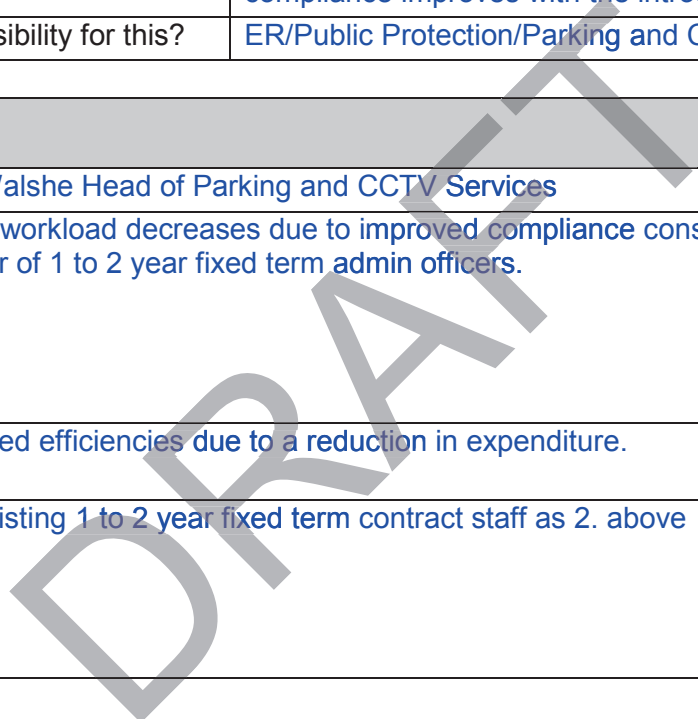 compliance improves with the intro
sibility for this? ER/Public Protection/Parking and C
Valshe Head of Parking and CCTV Services
workload decreases due to improved compliance cons
r of 1 to 2 year fixed term admin officers.
ed efficiencies due to a reduction in expenditure.
isting 1 to 2 year fixed term contract staff as 2. above
DRAFT